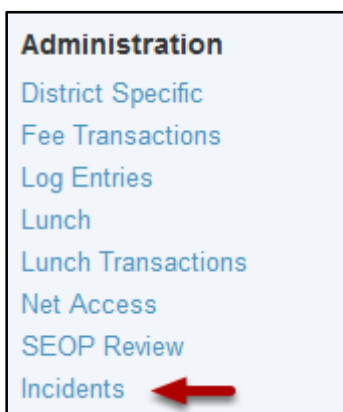 Administration
District Specific
Fee Transactions
Log Entries
Lunch
Lunch Transactions
Net Access
SEOP Review
Incidents